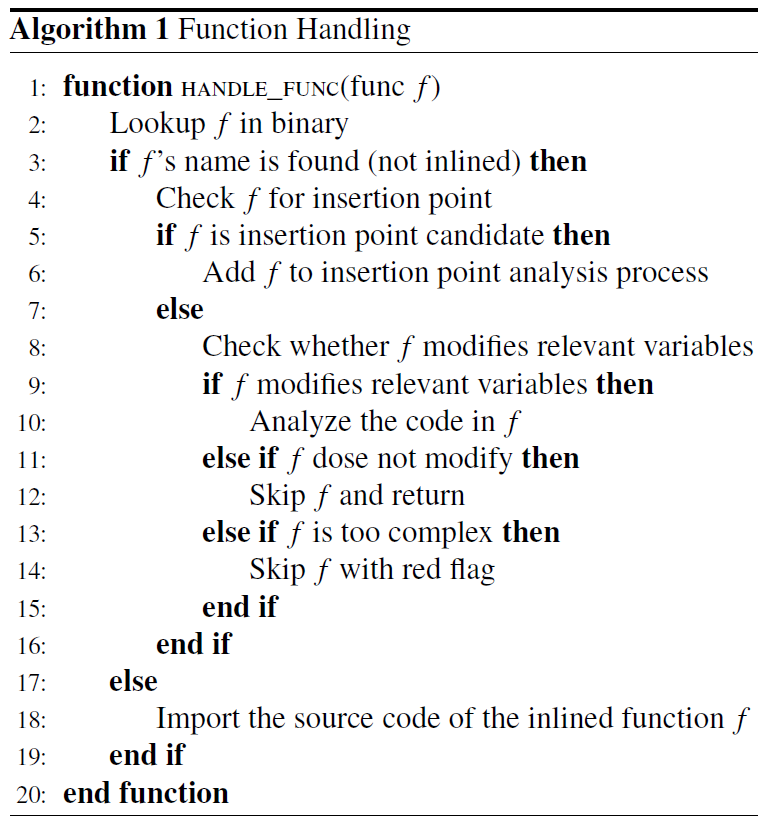 Algorithm 1 Function Handling
1: function HANDLE_FUNC(func f)
2: Lookup f in binary
3: if f's name is found (not inlined) then
4: Check f for insertion point
5: if f is insertion point candidate then
6: Add f to insertion point analysis process
7: else
8: Check whether f modifies relevant variables
9: if f modifies relevant variables then
10: Analyze the code in f
11: else if f dose not modify then
12: Skip f and return
13: else if f is too complex then
14: Skip f with red flag
15: end if
16: end if
17: else
18: Import the source code of the inlined function f
19: end if
20: end function